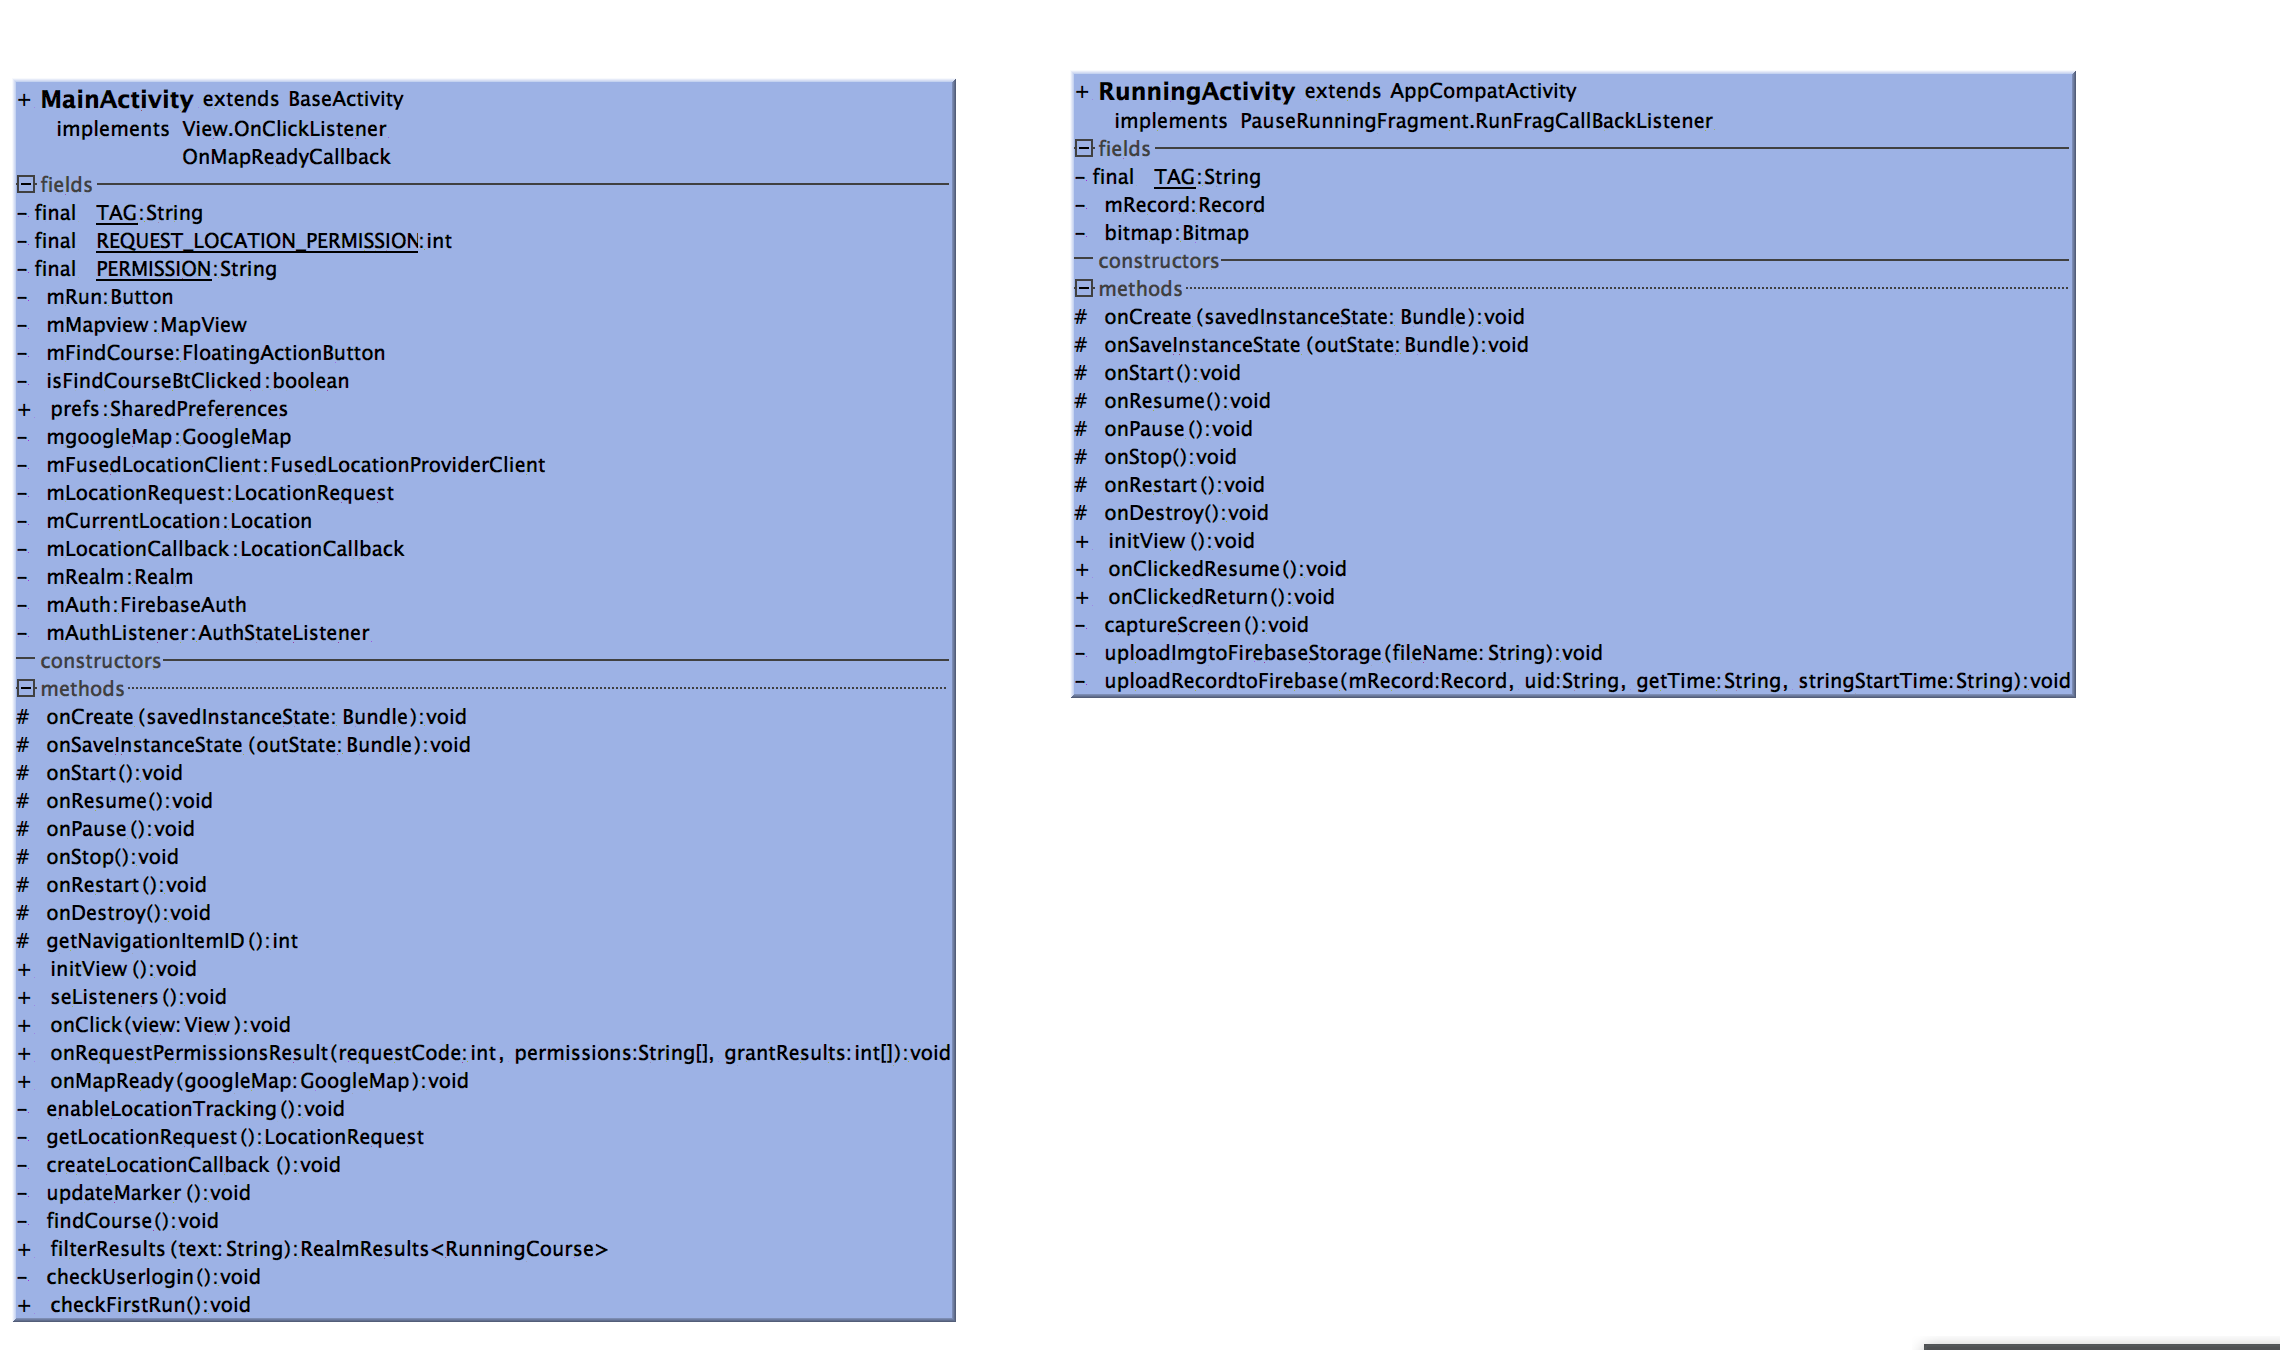 + MainActivity extends BaseActivity
implements View.OnClickListener
OnMapReadyCallback
fields
- final TAG:String
- final REQUEST_LOCATION_PERMISSION:int
- final PERMISSION:String
- mRun:Button
- mMapview:MapView
- mFindCourse:FloatingActionButton
- isFindCourseBtClicked:boolean
+ prefs:SharedPreferences
- mgoogleMap:GoogleMap
- mFusedLocationClient:FusedLocationProviderClient
- mLocationRequest:LocationRequest
- mCurrentLocation:Location
- mLocationCallback:LocationCallback
- mRealm:Realm
- mAuth:FirebaseAuth
- mAuthListener:AuthStateListener
constructors
methods
# onCreate(savedInstanceState: Bundle):void
# onSaveInstanceState(outState:Bundle):void
# onStart():void
# onResume():void
# onPause():void
# onStop():void
# onRestart():void
# onDestroy():void
# getNavigationItemID():int
+ initView():void
+ seListeners():void
+ onClick(view:View):void
+ onRequestPermissionsResult(requestCode:int, permissions:String[], grantResults:int[]):void
+ onMapReady(googleMap:GoogleMap):void
- enableLocationTracking():void
- getLocationRequest():LocationRequest
- createLocationCallback():void
- updateMarker():void
- findCourse():void
+ filterResults(text:String):RealmResults<RunningCourse>
- checkUserlogin():void
+ checkFirstRun():void
+ RunningActivity extends AppCompatActivity
implements PauseRunningFragment.RunFragCallBackListener
fields
- final TAG:String
- mRecord:Record
- bitmap:Bitmap
constructors
methods
# onCreate(savedInstanceState: Bundle):void
# onSaveInstanceState(outState:Bundle):void
# onStart():void
# onResume():void
# onPause():void
# onStop():void
# onRestart():void
# onDestroy():void
+ initView():void
+ onClickedResume():void
+ onClickedReturn():void
- captureScreen():void
- uploadImgtoFirebaseStorage(fileName:String):void
- uploadRecordtoFirebase(mRecord:Record, uid:String, getTime:String, stringStartTime:String):void